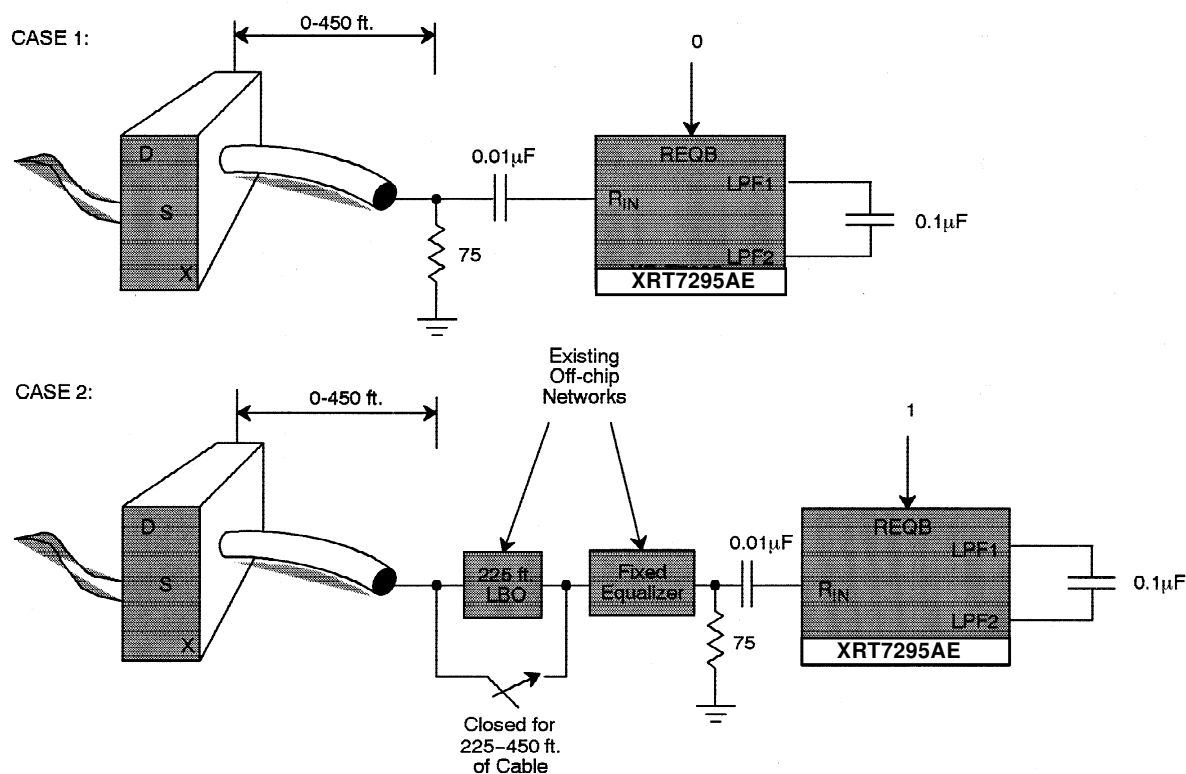 CASE 1:
0-450 ft.
0
D
S
X
0.01µF
75
REQB
RIN
LPF1
LPF2
XRT7295AE
0.1µF
CASE 2:
0-450 ft.
Existing
Off-chip
Networks
1
D
S
X
225 ft.
LBO
Fixed
Equalizer
0.01µF
75
REQB
RIN
LPF1
LPF2
XRT7295AE
0.1µF
Closed for
225–450 ft.
of Cable